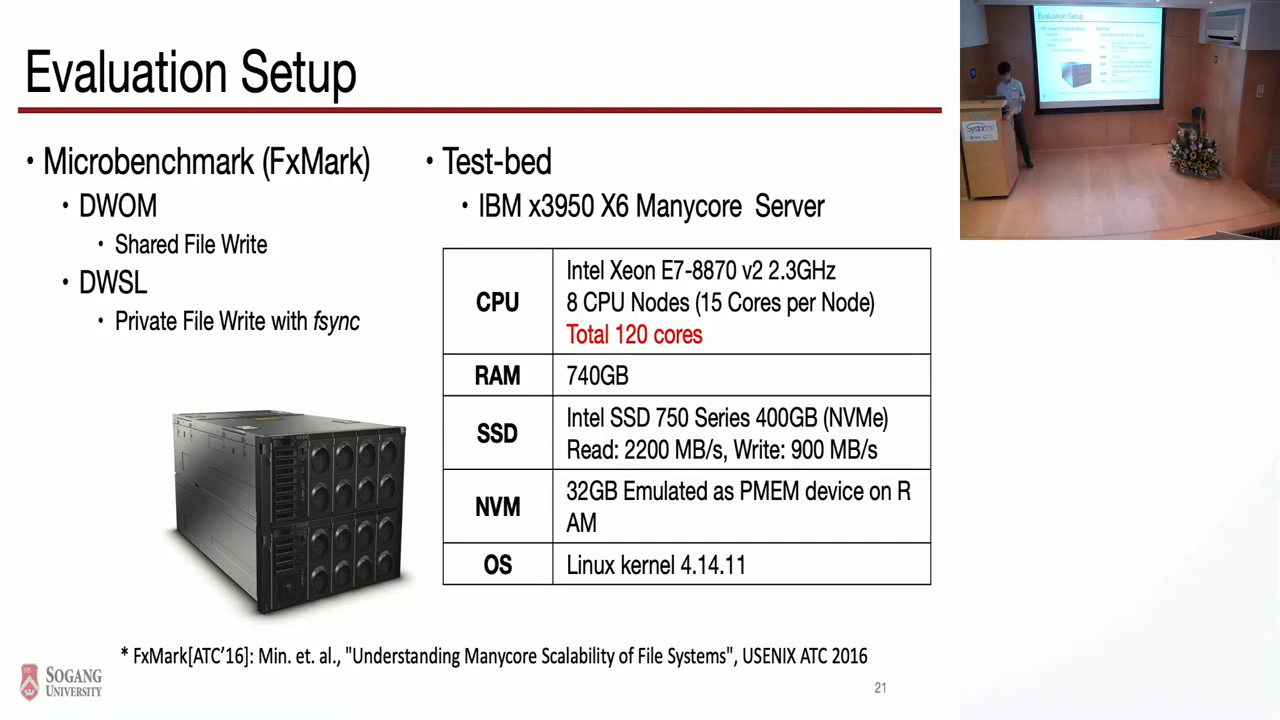 Evaluation Setup
• Microbenchmark (FxMark)
• DWOM
• Shared File Write
• DWSL
• Private File Write with fsync
• Test-bed
• IBM x3950 X6 Manycore Server
CPU
Intel Xeon E7-8870 v2 2.3GHz
8 CPU Nodes (15 Cores per Node)
Total 120 cores
RAM
740GB
SSD
Intel SSD 750 Series 400GB (NVMe)
Read: 2200 MB/s, Write: 900 MB/s
NVM
32GB Emulated as PMEM device on R
AM
OS
Linux kernel 4.14.11
* FxMark[ATC'16]: Min. et. al., "Understanding Manycore Scalability of File Systems", USENIX ATC 2016
SOGANG
UNIVERSITY
21
Evaluation Setup